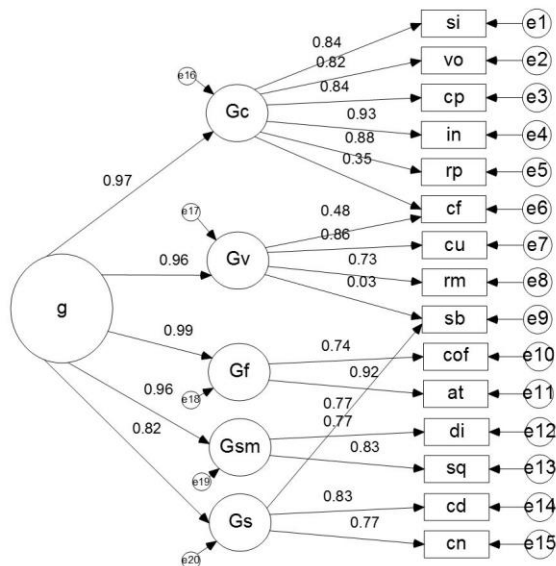 si
e1
0.84
vo
e2
0.82
e16
0.84
cp
e3
Gc
0.93
in
e4
0.88
rp
e5
0.35
0.97
cf
e6
e17
0.48
0.86
cu
e7
Gv
0.73
0.96
rm
e8
0.03
sb
e9
g
0.99
0.74
cof
e10
Gf
0.92
at
e11
e18
0.96
0.77
0.77
di
e12
0.82
Gsm
0.83
sq
e13
e19
0.83
cd
e14
Gs
0.77
cn
e15
e20